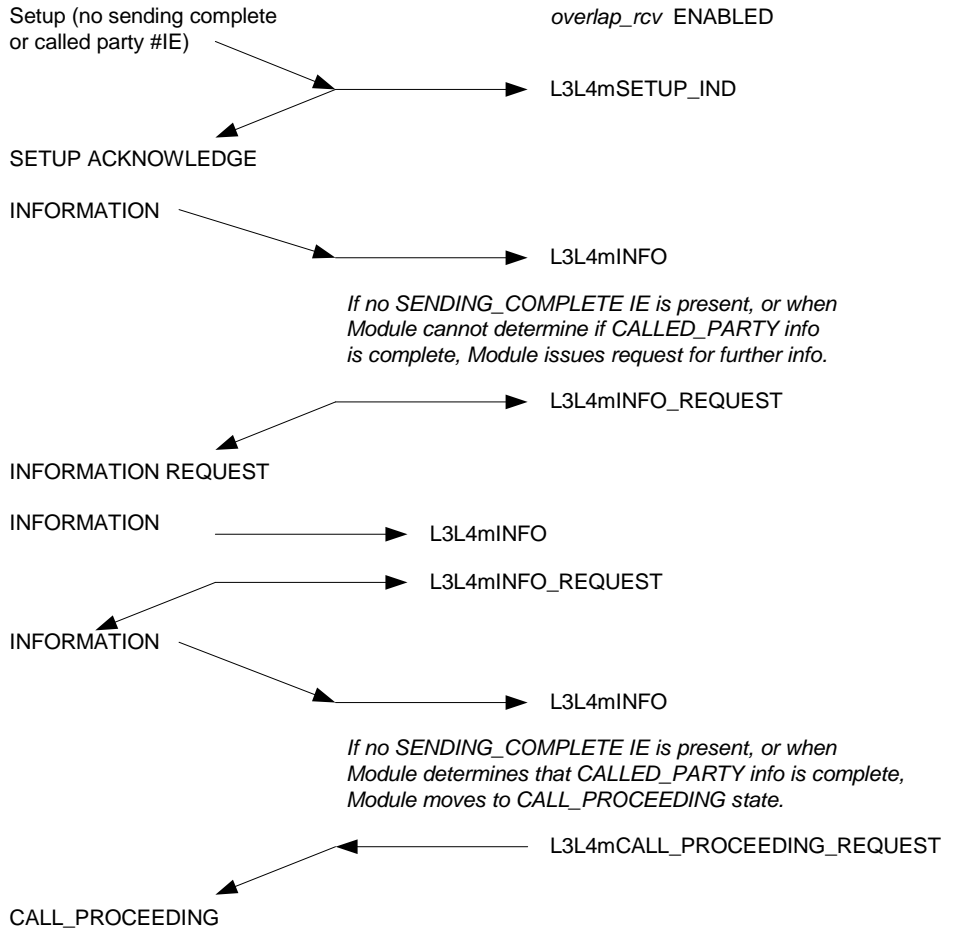 Setup (no sending complete
or called party #IE)
overlap_rcv ENABLED
L3L4mSETUP_IND
SETUP ACKNOWLEDGE
INFORMATION
L3L4mINFO
If no SENDING_COMPLETE IE is present, or when
Module cannot determine if CALLED_PARTY info
is complete, Module issues request for further info.
L3L4mINFO_REQUEST
INFORMATION REQUEST
INFORMATION
L3L4mINFO
L3L4mINFO_REQUEST
INFORMATION
L3L4mINFO
If no SENDING_COMPLETE IE is present, or when
Module determines that CALLED_PARTY info is complete,
Module moves to CALL_PROCEEDING state.
L3L4mCALL_PROCEEDING_REQUEST
CALL_PROCEEDING